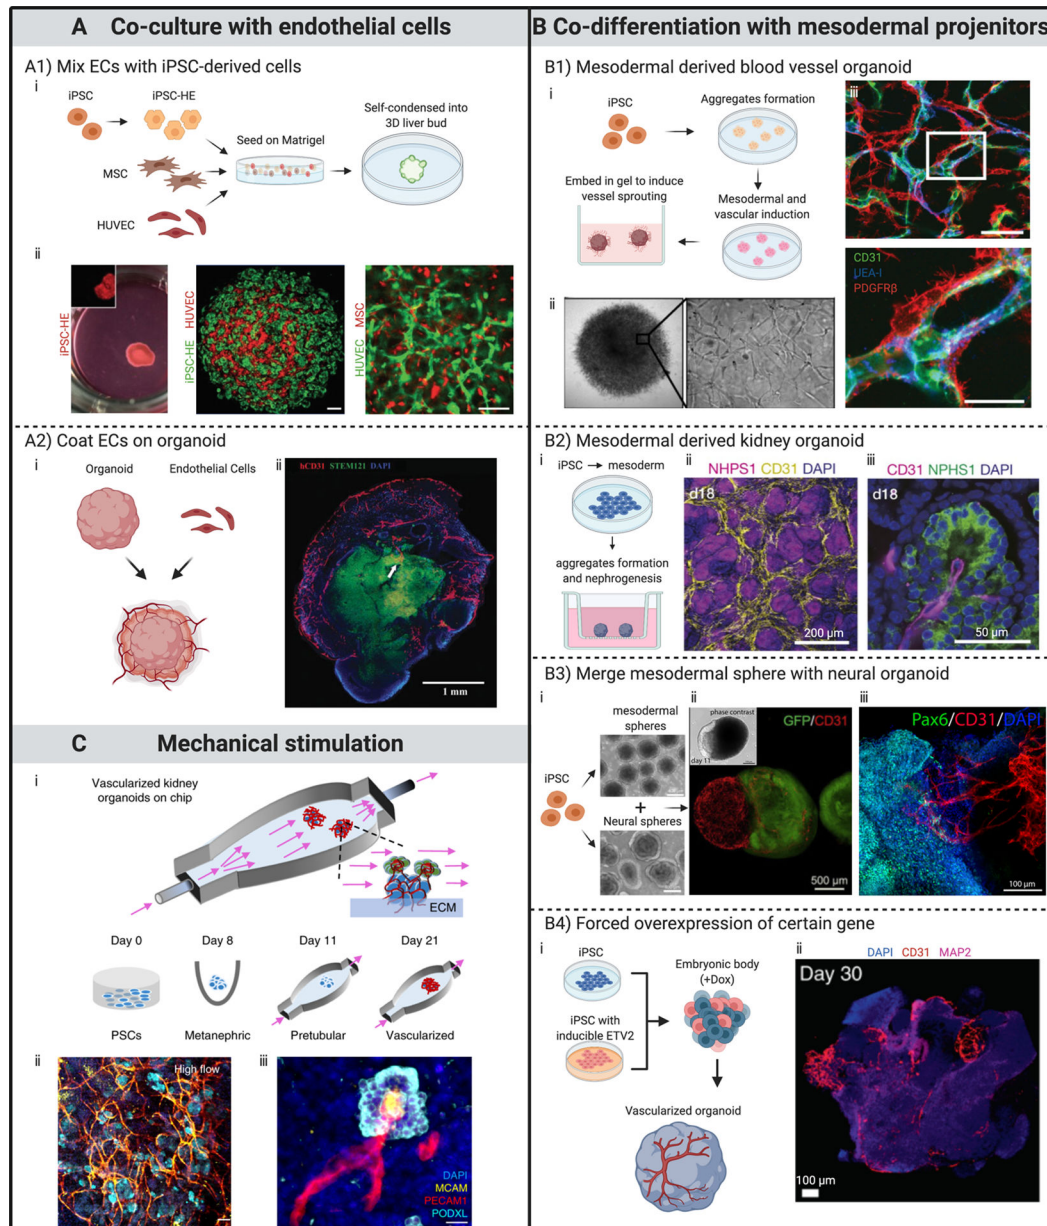 A Co-culture with endothelial cells
A1) Mix ECs with iPSC-derived cells
i
iPSC
iPSC-HE
MSC
HUVEC
Seed on Matrigel
Self-condensed into
3D liver bud
ii
iPSC-HE
iPSC-HE HUVEC
HUVEC MSC
A2) Coat ECs on organoid
i
Organoid
Endothelial Cells
ii
hCD31 STEM121 DAPI
1 mm
C Mechanical stimulation
i
Vascularized kidney
organoids on chip
ECM
Day 0
Day 8
Day 11
Day 21
PSCs
Metanephric
Pretubular
Vascularized
ii
High flow
iii
DAPI
MCAM
PECAM1
PODXL
B Co-differentiation with mesodermal projenitors
B1) Mesodermal derived blood vessel organoid
i
iPSC
Aggregates formation
Embed in gel to induce
vessel sprouting
Mesodermal and
vascular induction
ii
iii
CD31
UEA-I
PDGFRβ
B2) Mesodermal derived kidney organoid
i
iPSC → mesoderm
aggregates formation
and nephrogenesis
ii
NHPS1 CD31 DAPI
d18
200 µm
iii
CD31 NPHS1 DAPI
d18
50 µm
B3) Merge mesodermal sphere with neural organoid
i
iPSC
mesodermal
spheres
+
Neural spheres
ii
phase contrast
day 11
GFP/CD31
500 µm
iii
Pax6/CD31/DAPI
100 µm
B4) Forced overexpression of certain gene
i
iPSC
iPSC with
inducible ETV2
Embryonic body
(+Dox)
Vascularized organoid
ii
DAPI CD31 MAP2
Day 30
100 µm